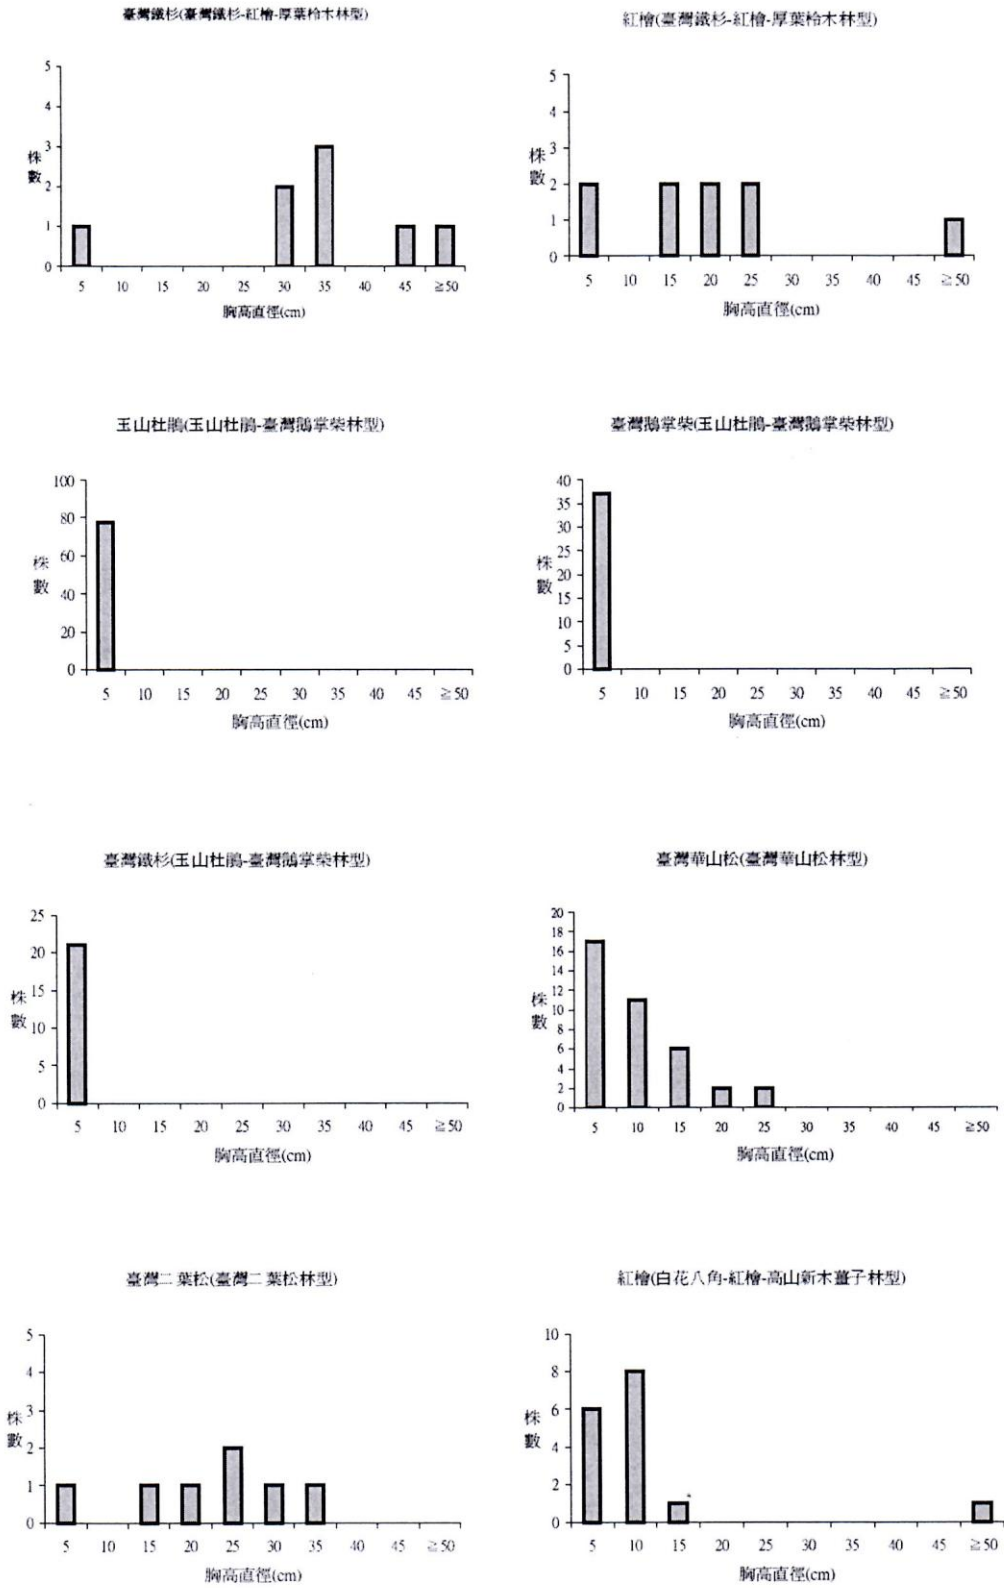 臺灣鐵杉(臺灣鐵杉-紅檜-厚葉柃木林型)
5
4
3
2
1
0
株數
5 10 15 20 25 30 35 40 45 ≧50
胸高直徑(cm)
紅檜(臺灣鐵杉-紅檜-厚葉柃木林型)
5
4
3
2
1
0
株數
5 10 15 20 25 30 35 40 45 ≧50
胸高直徑(cm)
玉山杜鵑(玉山杜鵑-臺灣鵝掌柴林型)
100
80
60
40
20
0
株數
5 10 15 20 25 30 35 40 45 ≧50
胸高直徑(cm)
臺灣鵝掌柴(玉山杜鵑-臺灣鵝掌柴林型)
40
35
30
25
20
15
10
5
0
株數
5 10 15 20 25 30 35 40 45 ≧50
胸高直徑(cm)
臺灣鐵杉(玉山杜鵑-臺灣鵝掌柴林型)
25
20
15
10
5
0
株數
5 10 15 20 25 30 35 40 45 ≧50
胸高直徑(cm)
臺灣華山松(臺灣華山松林型)
20
18
16
14
12
10
8
6
4
2
0
株數
5 10 15 20 25 30 35 40 45 ≧50
胸高直徑(cm)
臺灣二葉松(臺灣二葉松林型)
5
4
3
2
1
0
株數
5 10 15 20 25 30 35 40 45 ≧50
胸高直徑(cm)
紅檜(白花八角-紅檜-高山新木薑子林型)
10
8
6
4
2
0
株數
5 10 15 20 25 30 35 40 45 ≧50
胸高直徑(cm)